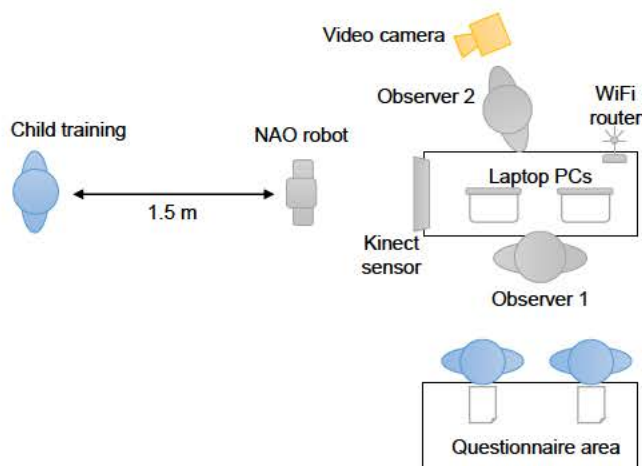 Video camera
Observer 2
WiFi
router
Child training
NAO robot
Laptop PCs
1.5 m
Kinect
sensor
Observer 1
Questionnaire area